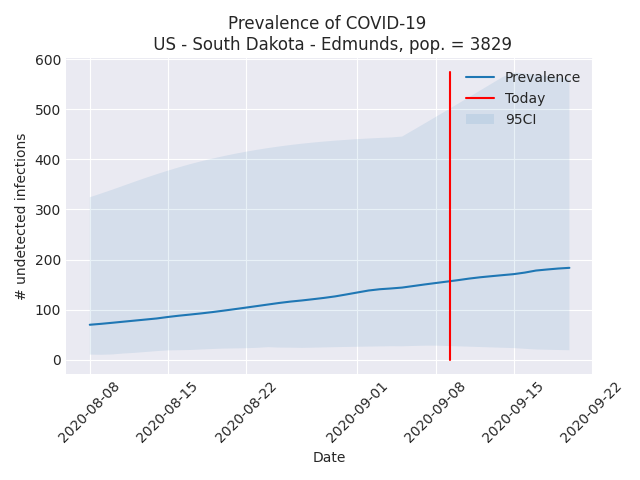 Prevalence of COVID-19
US - South Dakota - Edmunds, pop. = 3829
600
500
400
300
200
100
0
# undetected infections
Prevalence
Today
95CI
2020-08-08
2020-08-15
2020-08-22
2020-09-01
2020-09-08
2020-09-15
2020-09-22
Date